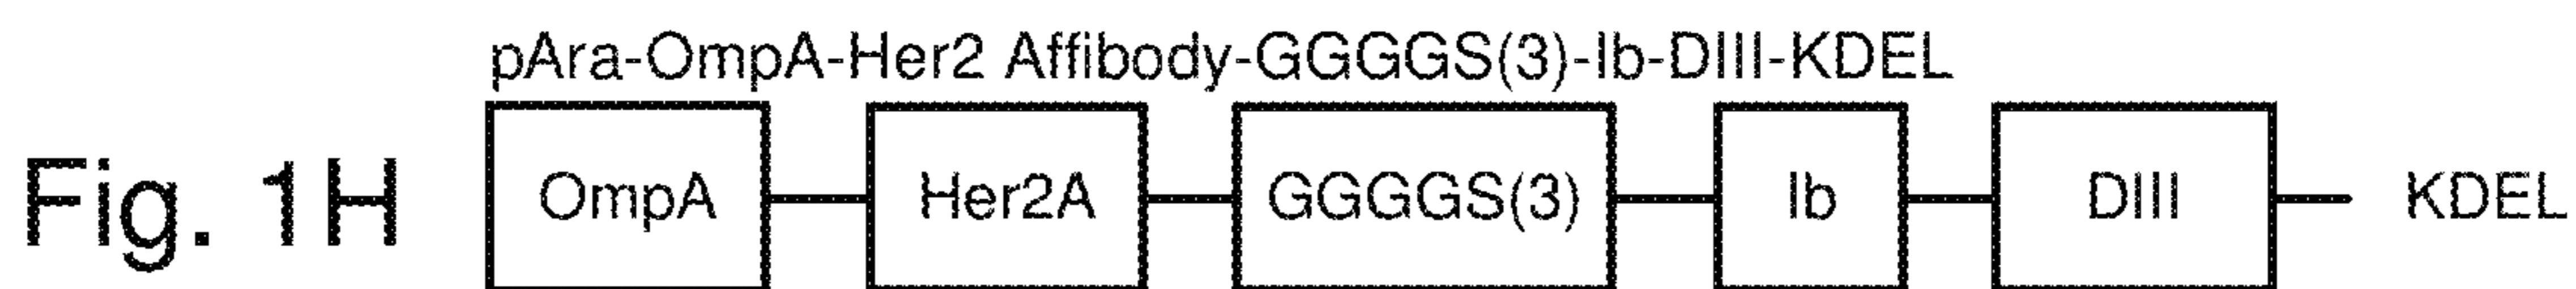 pAra-OmpA-Her2 Affibody-GGGGS(3)-Ib-DIII-KDEL
Fig. 1H OmpA Her2A GGGGS(3) Ib DIII KDEL